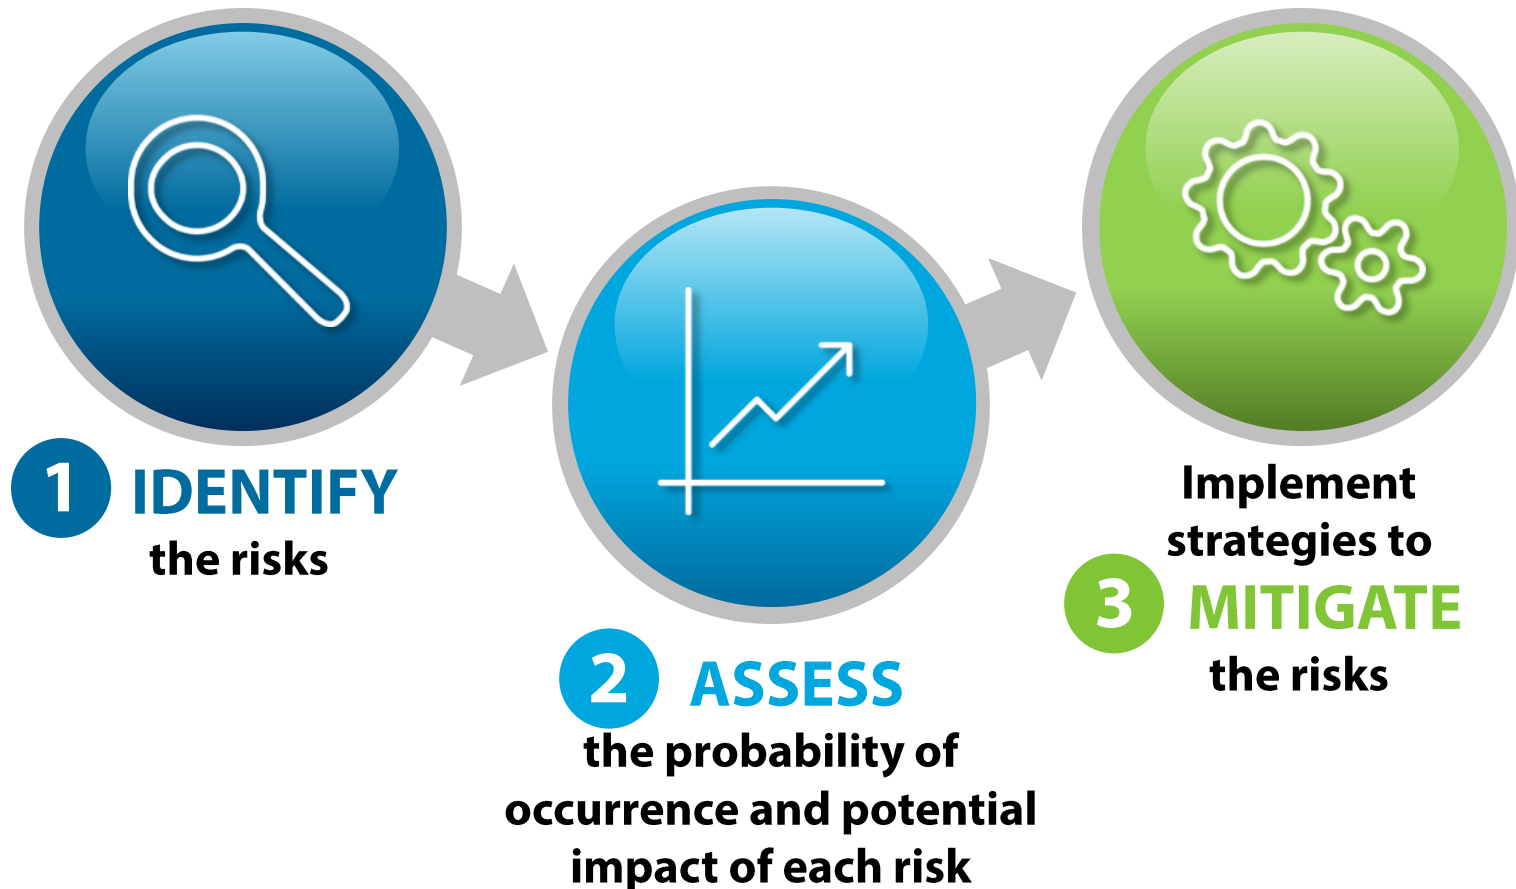 1 IDENTIFY
the risks
2 ASSESS
the probability of
occurrence and potential
impact of each risk
Implement
strategies to
3 MITIGATE
the risks